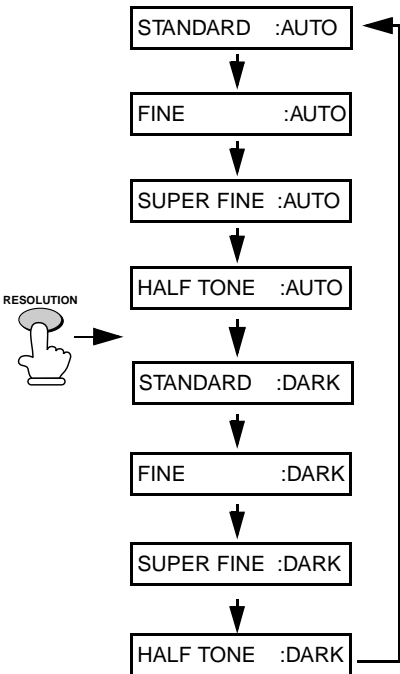 STANDARD :AUTO
FINE :AUTO
SUPER FINE :AUTO
HALF TONE :AUTO
RESOLUTION
STANDARD :DARK
FINE :DARK
SUPER FINE :DARK
HALF TONE :DARK